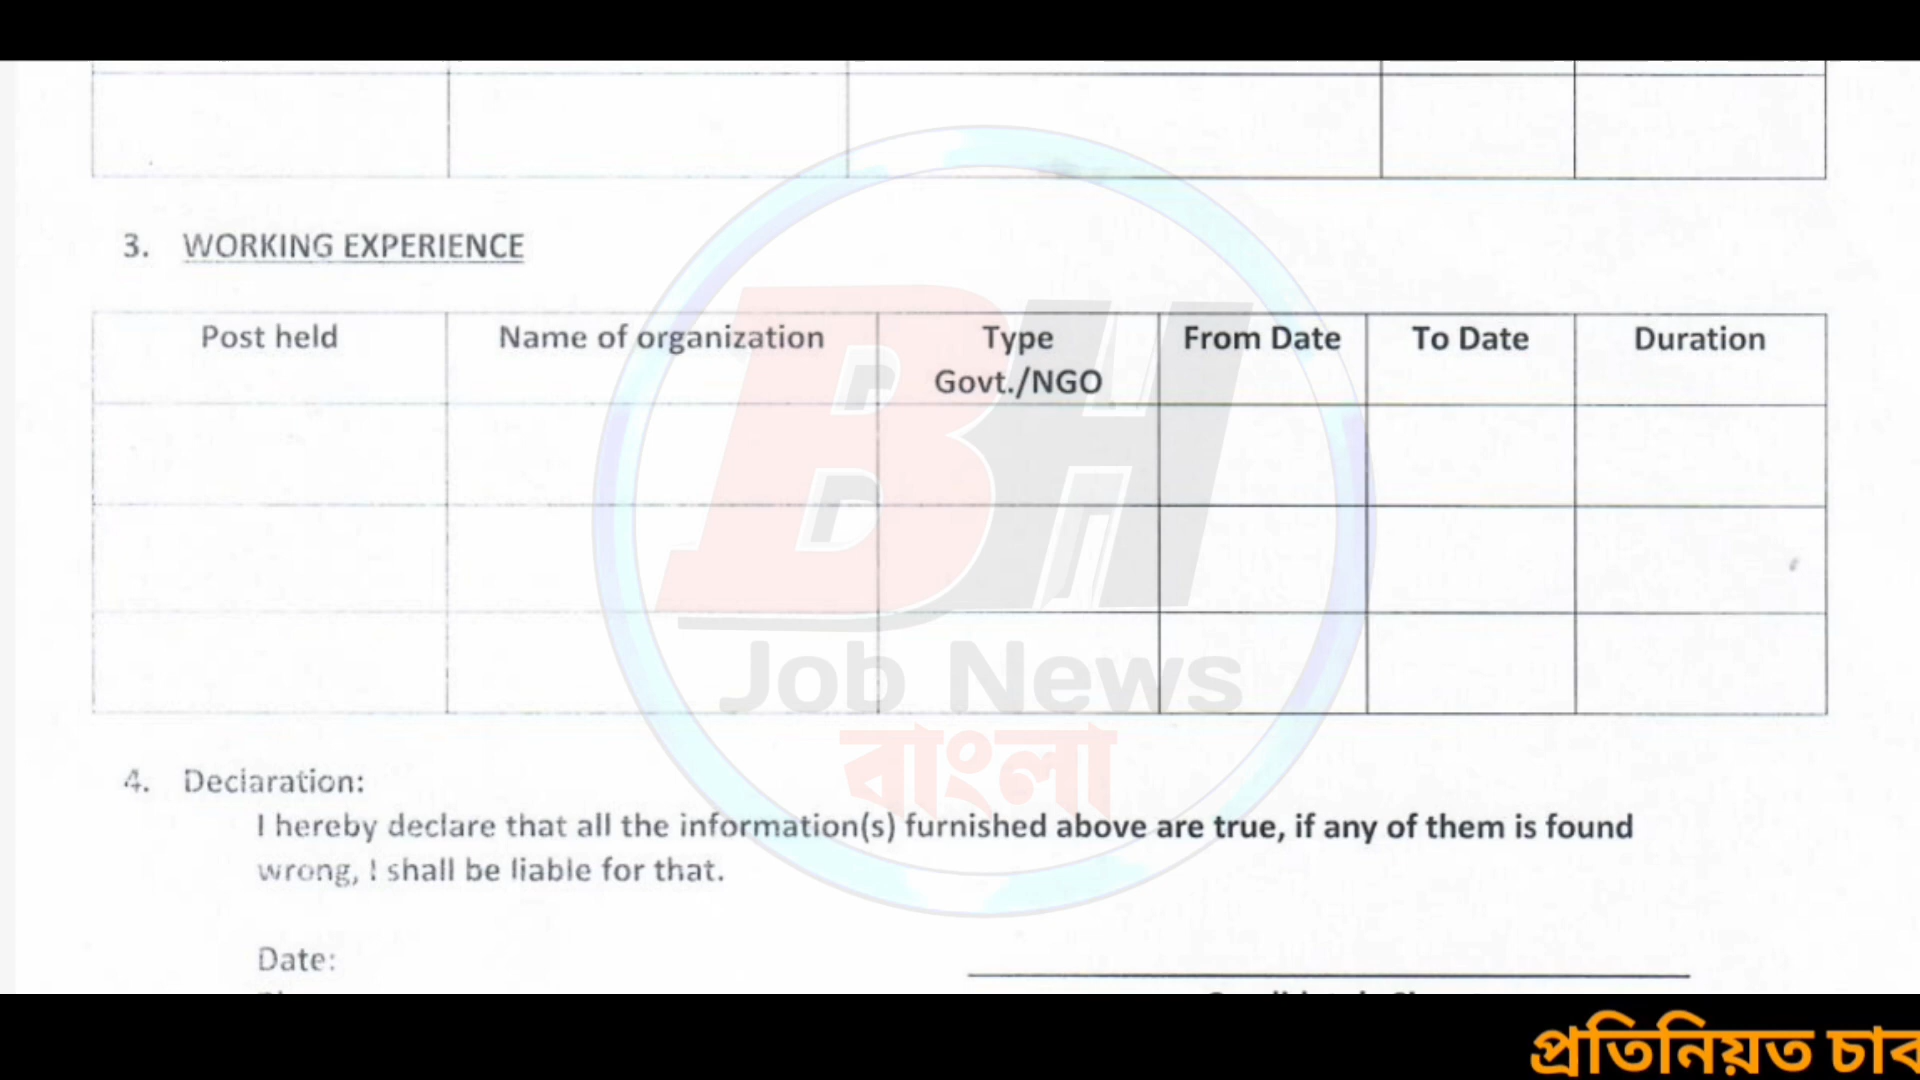 3. WORKING EXPERIENCE
Post held Name of organization Type From Date To Date Duration
Govt./NGO
BH
Job News
বাংলা
4. Declaration:
I hereby declare that all the information(s) furnished above are true, if any of them is found
wrong, I shall be liable for that.
Date:
প্রতিনিয়ত